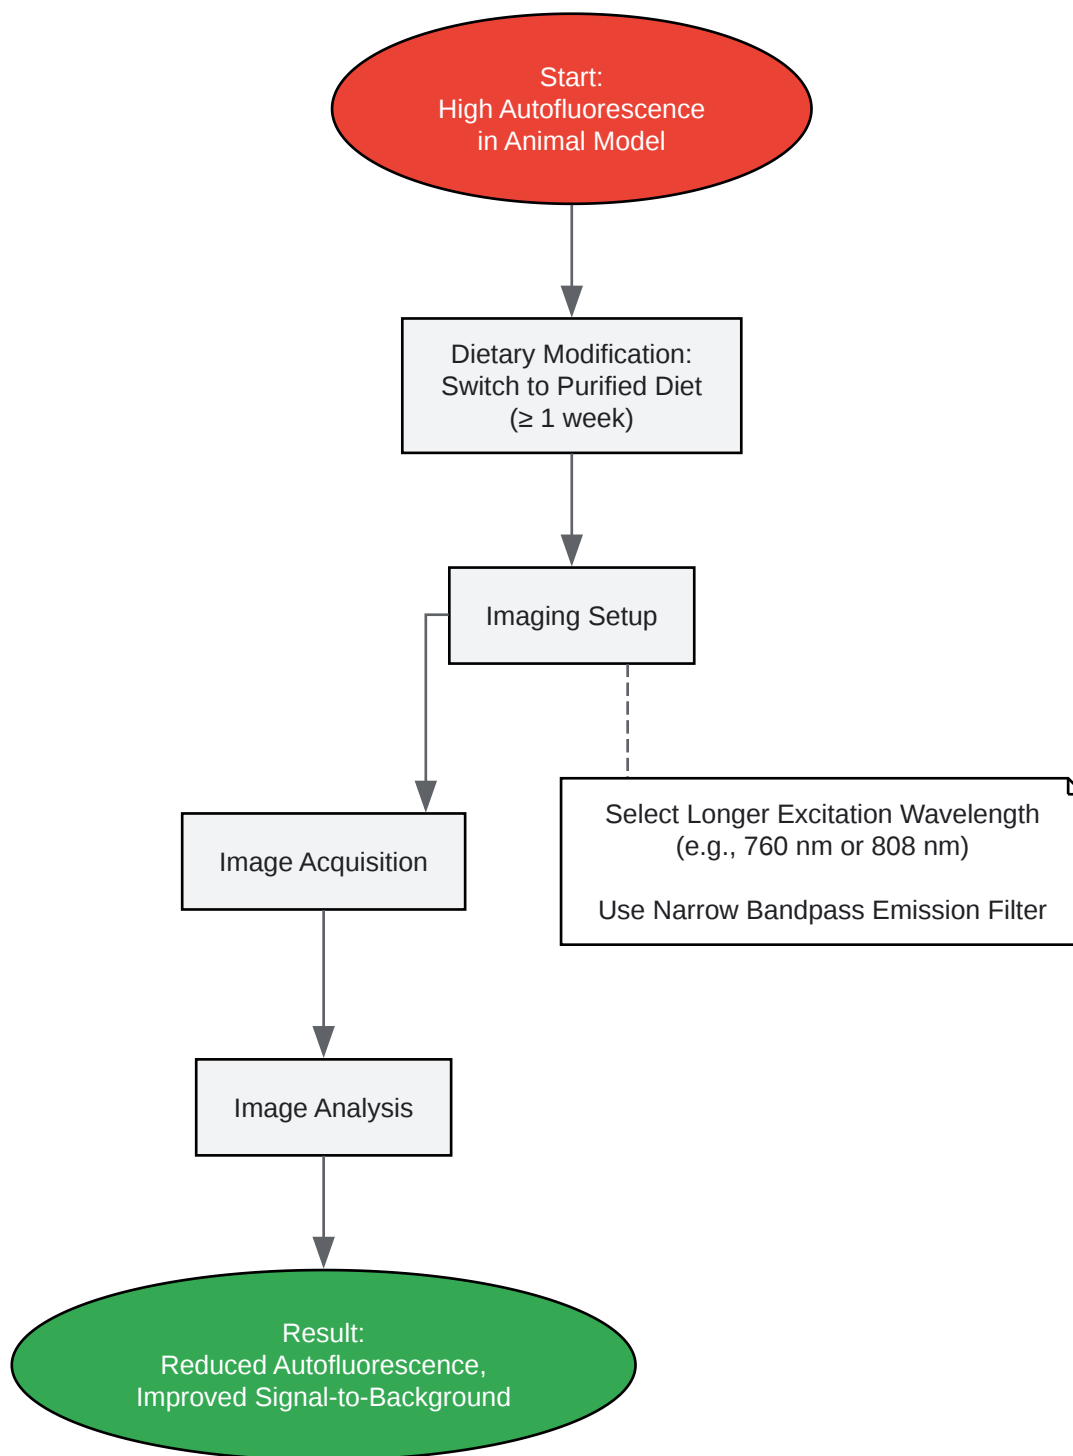 Start:
High Autofluorescence
in Animal Model
Dietary Modification:
Switch to Purified Diet
(≥ 1 week)
Imaging Setup
Select Longer Excitation Wavelength
(e.g., 760 nm or 808 nm)
Use Narrow Bandpass Emission Filter
Image Acquisition
Image Analysis
Result:
Reduced Autofluorescence,
Improved Signal-to-Background